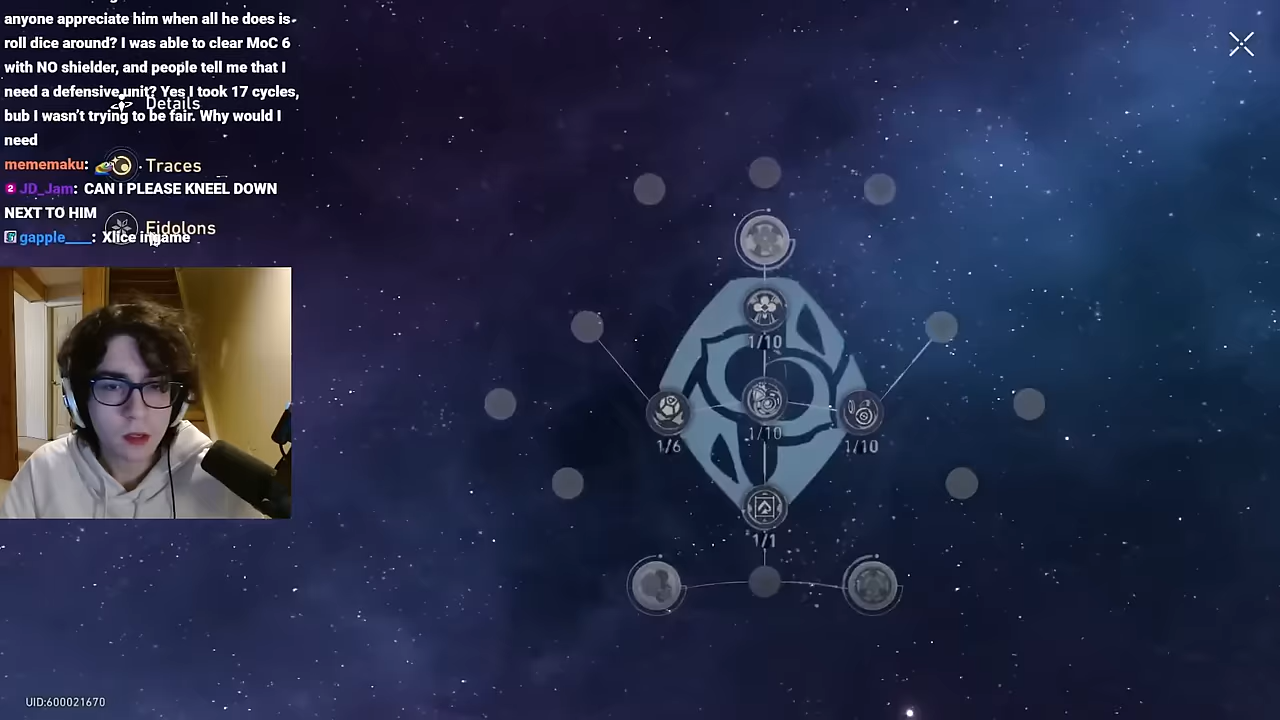 anyone appreciate him when all he does is
roll dice around? I was able to clear MoC 6
with NO shielder, and people tell me that I
need a defensive unit? Yes I took 17 cycles,
Details
bub I wasn't trying to be fair. Why would I
need
mememaku:
Traces
2 JD_Jam: CAN I PLEASE KNEEL DOWN
NEXT TO HIM
Eidolons
gapple____: Xlice ingame
1/10
1/10
1/6
1/10
1/1
UID:600021670